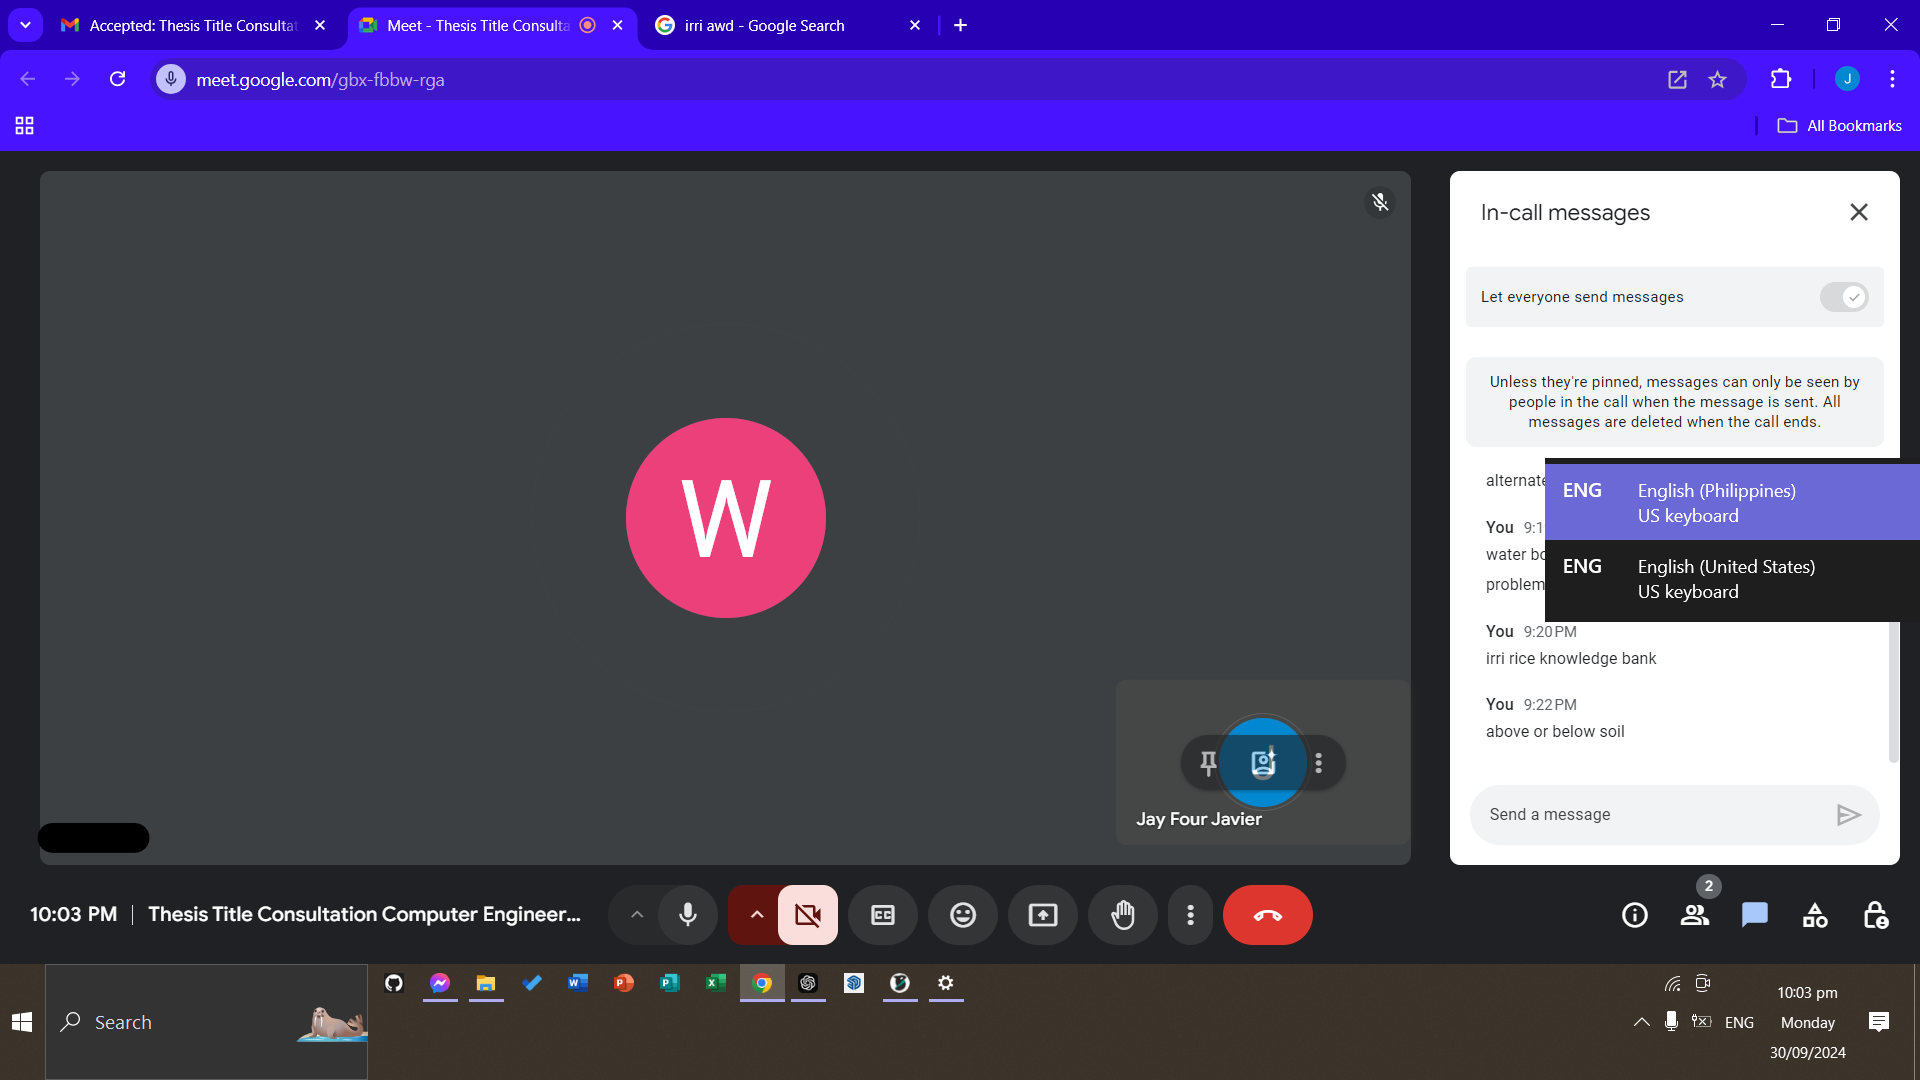 Accepted: Thesis Title Consultat
Meet - Thesis Title Consulta
irri awd - Google Search
meet.google.com/gbx-fbbw-rga
J
All Bookmarks
W
Jay Four Javier
In-call messages
Let everyone send messages
Unless they're pinned, messages can only be seen by
people in the call when the message is sent. All
messages are deleted when the call ends.
alternate
You 9:1
water bo
problem
ENG English (Philippines)
US keyboard
ENG English (United States)
US keyboard
You 9:20 PM
irri rice knowledge bank
You 9:22 PM
above or below soil
Send a message
10:03 PM | Thesis Title Consultation Computer Engineer...
2
Search
ENG
10:03 pm
Monday
30/09/2024